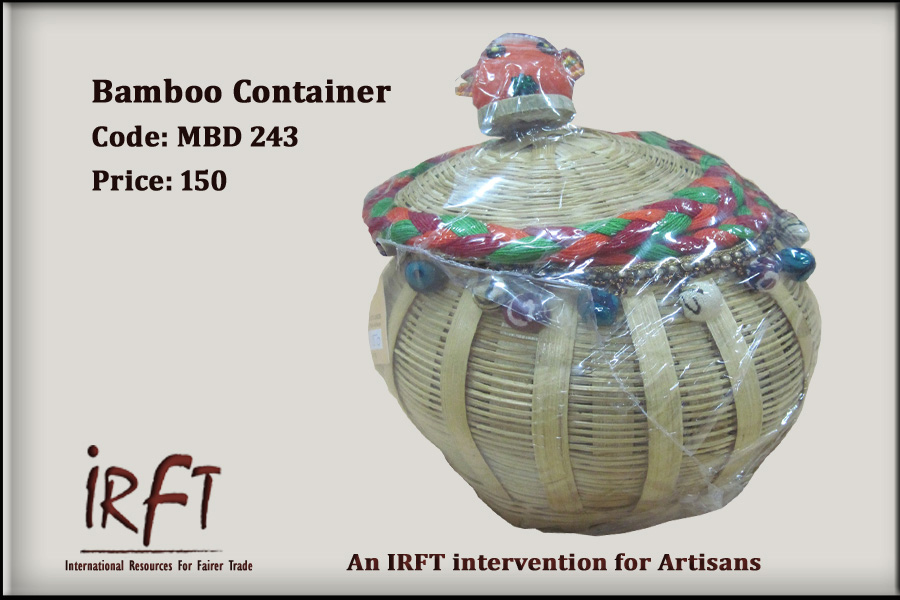 Bamboo Container
Code: MBD 243
Price: 150
iRFT
International Resources For Fairer Trade
An IRFT intervention for Artisans